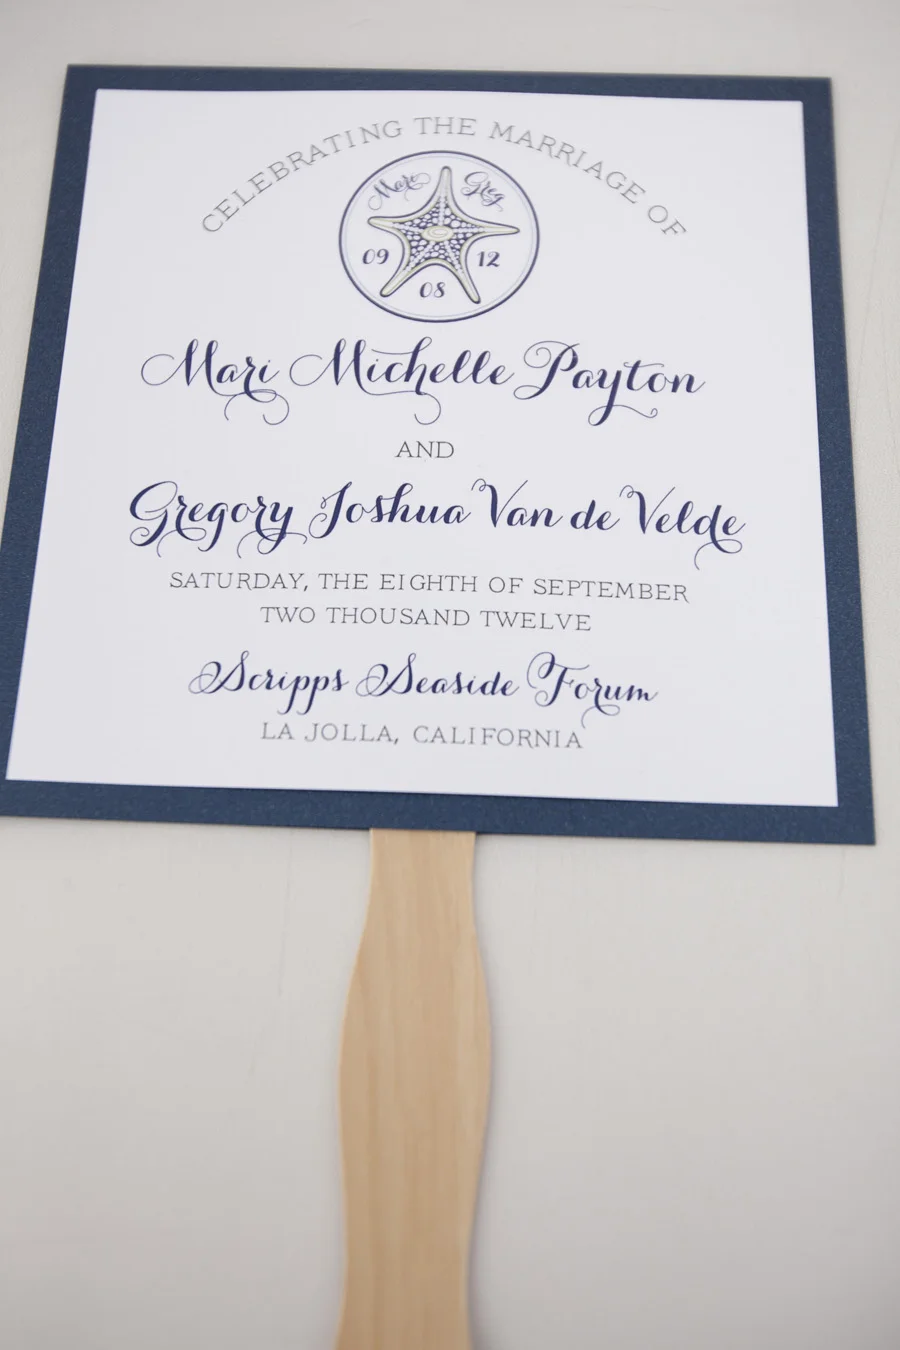 CELEBRATING THE MARRIAGE OF
Mari Greg
09 12
08
Mari Michelle Payton
AND
Gregory Joshua Van de Velde
SATURDAY, THE EIGHTH OF SEPTEMBER
TWO THOUSAND TWELVE
Scripps Seaside Forum
LA JOLLA, CALIFORNIA